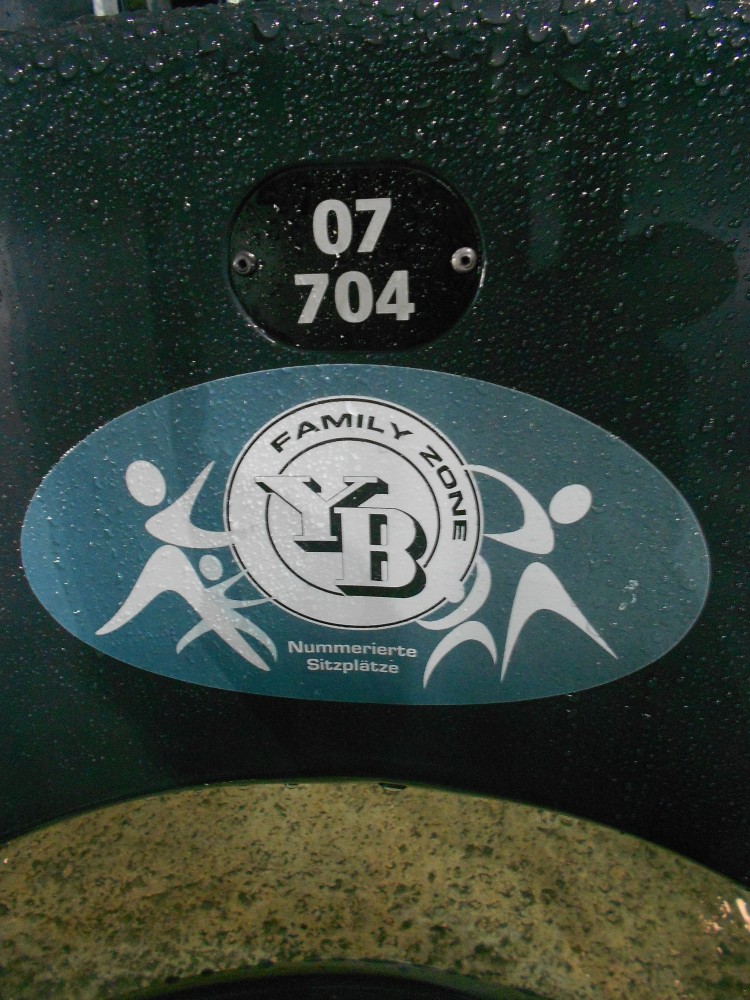 07
704
FAMILY ZONE
YB
Nummerierte
Sitzplätze